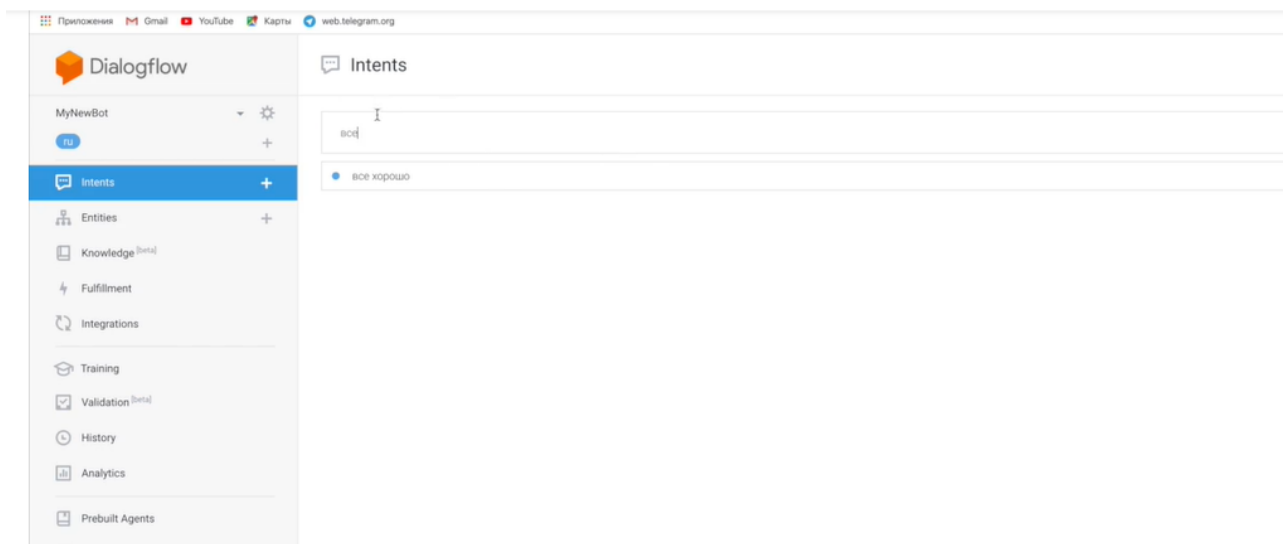 Приложения Gmail YouTube Карты web.telegram.org
Dialogflow
Intents
MyNewBot
ru
все
все хорошо
Intents
Entities
Knowledge [beta]
Fulfillment
Integrations
Training
Validation [beta]
History
Analytics
Prebuilt Agents